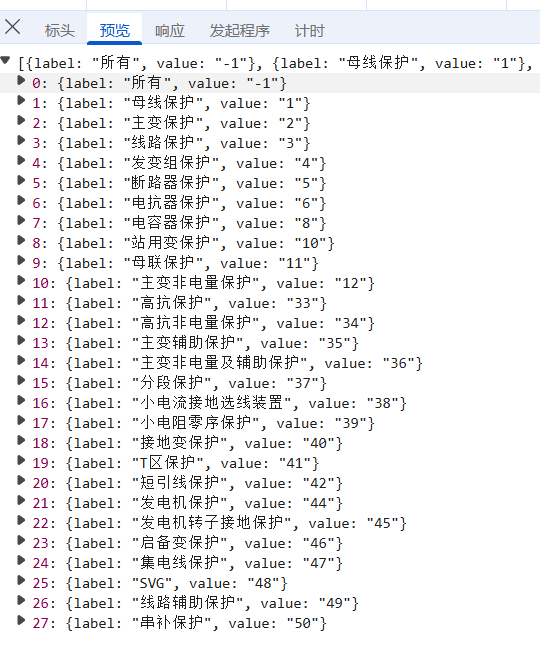 标头 预览 响应 发起程序 计时
[{label: "所有", value: "-1"}, {label: "母线保护", value: "1"},
0: {label: "所有", value: "-1"}
1: {label: "母线保护", value: "1"}
2: {label: "主变保护", value: "2"}
3: {label: "线路保护", value: "3"}
4: {label: "发变组保护", value: "4"}
5: {label: "断路器保护", value: "5"}
6: {label: "电抗器保护", value: "6"}
7: {label: "电容器保护", value: "8"}
8: {label: "站用变保护", value: "10"}
9: {label: "母联保护", value: "11"}
10: {label: "主变非电量保护", value: "12"}
11: {label: "高抗保护", value: "33"}
12: {label: "高抗非电量保护", value: "34"}
13: {label: "主变辅助保护", value: "35"}
14: {label: "主变非电量及辅助保护", value: "36"}
15: {label: "分段保护", value: "37"}
16: {label: "小电流接地选线装置", value: "38"}
17: {label: "小电阻零序保护", value: "39"}
18: {label: "接地变保护", value: "40"}
19: {label: "T区保护", value: "41"}
20: {label: "短引线保护", value: "42"}
21: {label: "发电机保护", value: "44"}
22: {label: "发电机转子接地保护", value: "45"}
23: {label: "启备变保护", value: "46"}
24: {label: "集电线保护", value: "47"}
25: {label: "SVG", value: "48"}
26: {label: "线路辅助保护", value: "49"}
27: {label: "串补保护", value: "50"}